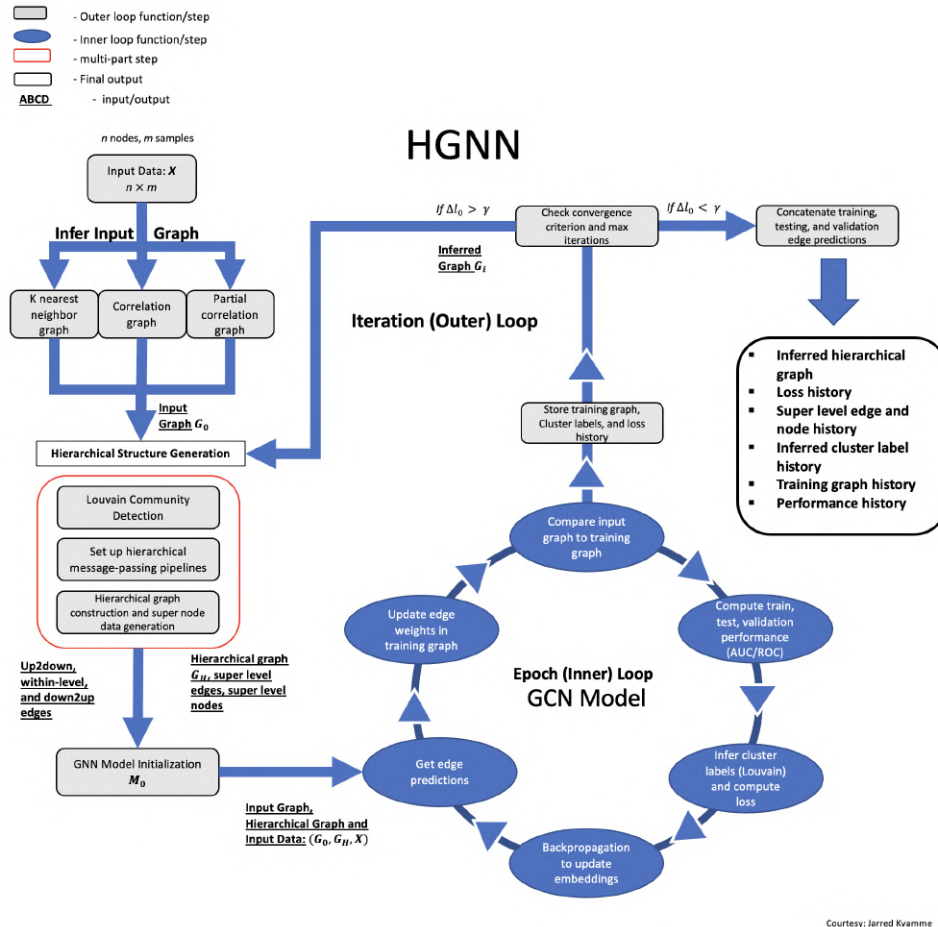 - Outer loop function/step
- Inner loop function/step
- multi-part step
- Final output
ABCD - input/output
HGNN
n nodes, m samples
Input Data: X
n × m
Infer Input Graph
K nearest
neighbor
graph
Correlation
graph
Partial
correlation
graph
Input
Graph G₀
Hierarchical Structure Generation
Louvain Community
Detection
Set up hierarchical
message-passing pipelines
Hierarchical graph
construction and super node
data generation
Up2down,
within-level,
and down2up
edges
Hierarchical graph
G_H, super level
edges, super level
nodes
GNN Model Initialization
M₀
Input Graph,
Hierarchical Graph and
Input Data: (G₀, G_H, X)
If Δl₀ > γ
Inferred
Graph Gᵢ
Check convergence
criterion and max
iterations
If Δl₀ < γ
Concatenate training,
testing, and validation
edge predictions
Iteration (Outer) Loop
Store training graph,
Cluster labels, and loss
history
▪ Inferred hierarchical
graph
▪ Loss history
▪ Super level edge and
node history
▪ Inferred cluster label
history
▪ Training graph history
▪ Performance history
Compare input
graph to training
graph
Compute train,
test, validation
performance
(AUC/ROC)
Infer cluster
labels (Louvain)
and compute
loss
Backpropagation
to update
embeddings
Get edge
predictions
Update edge
weights in
training graph
Epoch (Inner) Loop
GCN Model
Courtesy: Jarred Kvamme